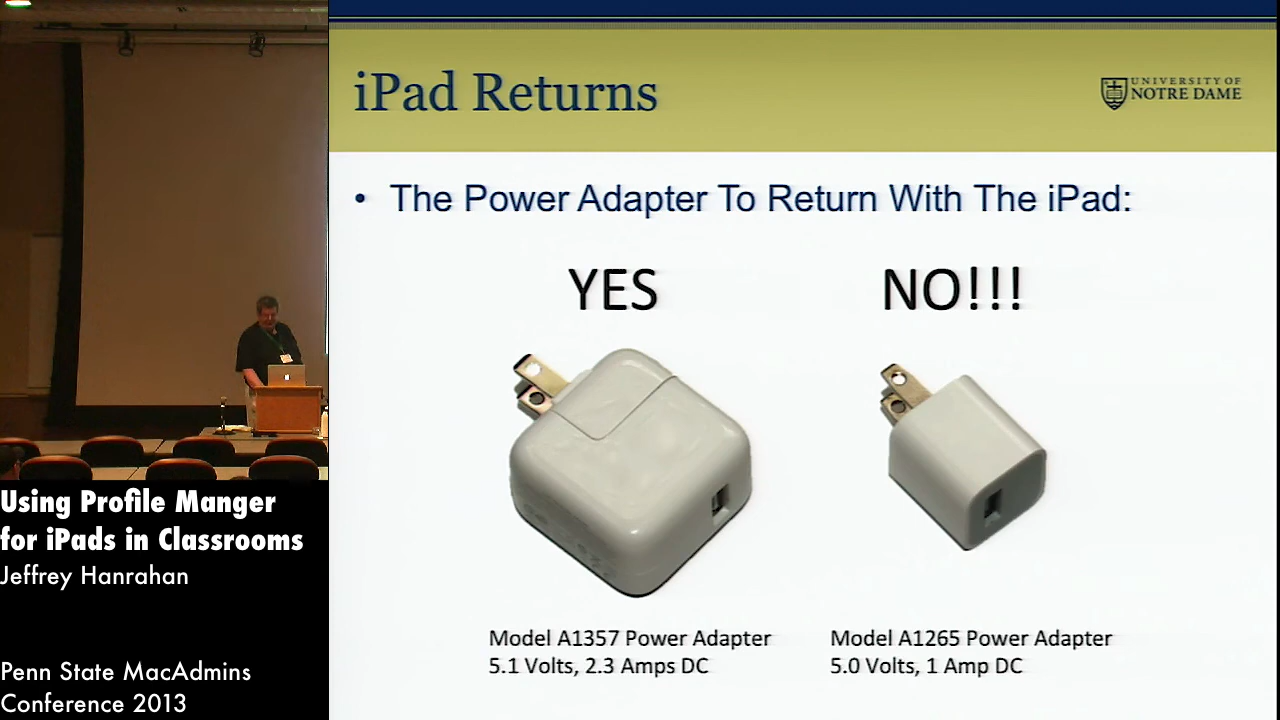 iPad Returns
UNIVERSITY OF
NOTRE DAME
• The Power Adapter To Return With The iPad:
YES
NO!!!
Model A1357 Power Adapter
5.1 Volts, 2.3 Amps DC
Model A1265 Power Adapter
5.0 Volts, 1 Amp DC
Using Profile Manger
for iPads in Classrooms
Jeffrey Hanrahan
Penn State MacAdmins
Conference 2013